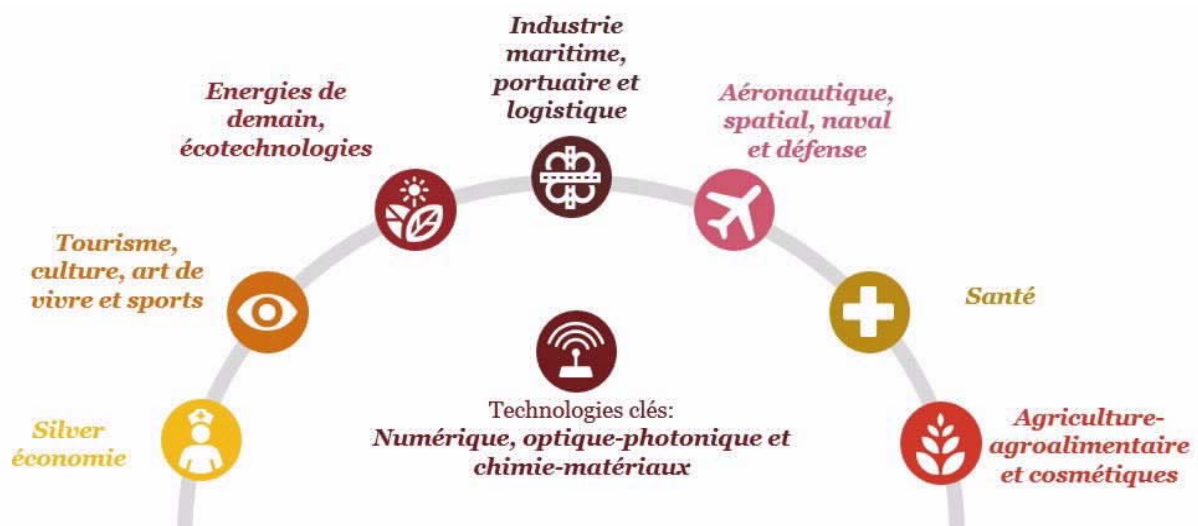 Industrie
maritime,
portuaire et
logistique
Energies de
demain,
écotechnologies
Aéronautique,
spatial, naval
et défense
Tourisme,
culture, art de
vivre et sports
Santé
Silver
économie
Technologies clés:
Numérique, optique-photonique et
chimie-matériaux
Agriculture-
agroalimentaire
et cosmétiques